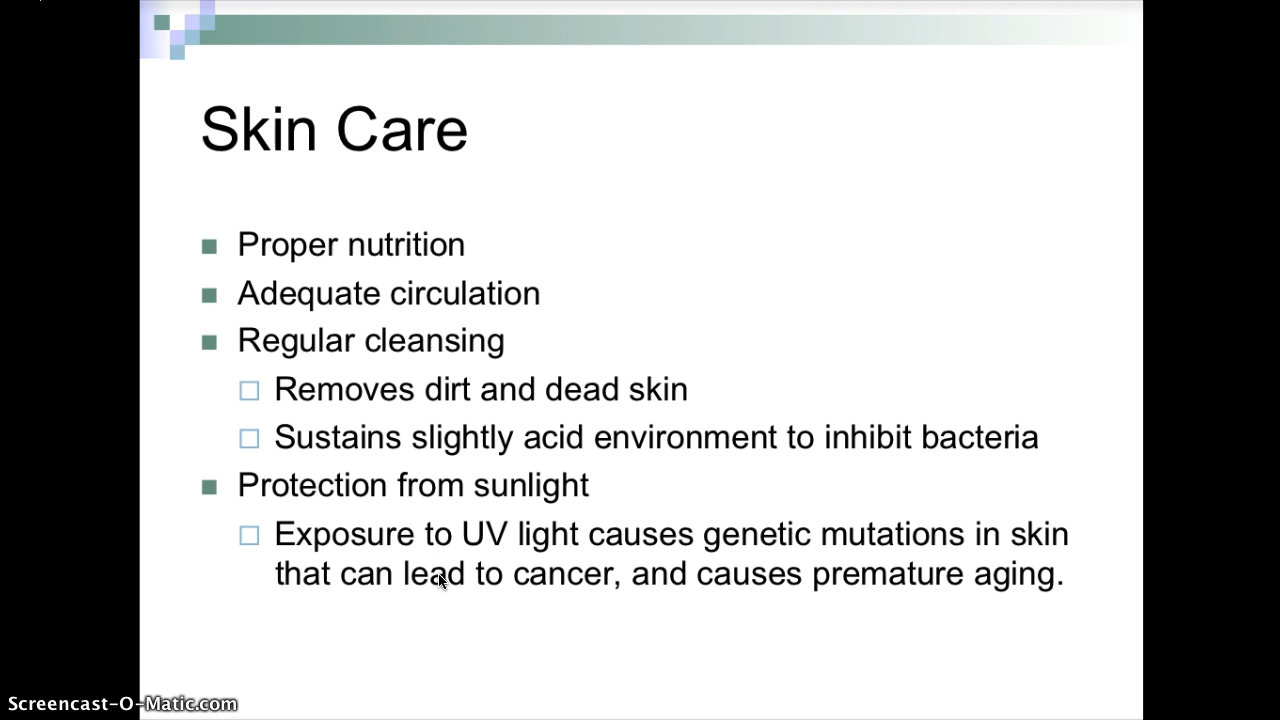 Skin Care
Proper nutrition
Adequate circulation
Regular cleansing
Removes dirt and dead skin
Sustains slightly acid environment to inhibit bacteria
Protection from sunlight
Exposure to UV light causes genetic mutations in skin
that can lead to cancer, and causes premature aging.
Screencast-O-Matic.com